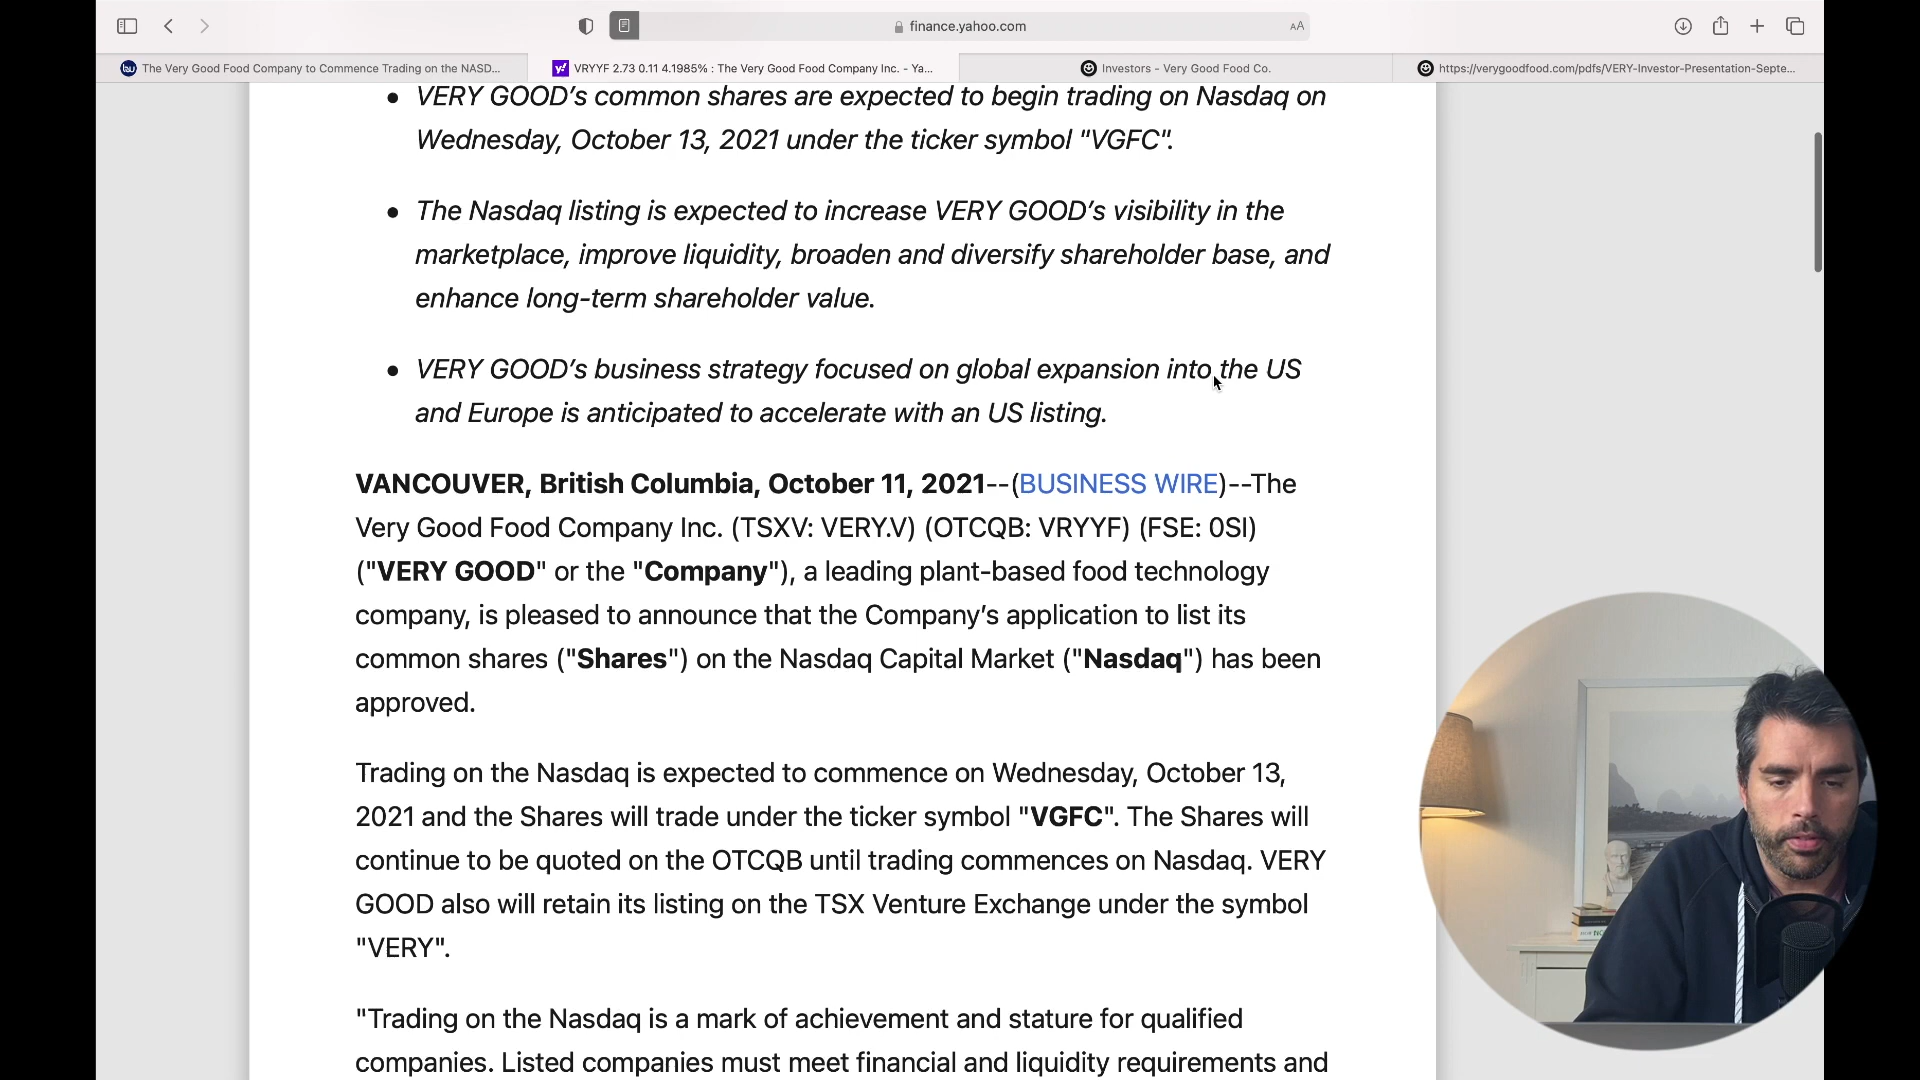 finance.yahoo.com
AA
The Very Good Food Company to Commence Trading on the NASD...
VRYYF 2.73 0.11 4.1985% : The Very Good Food Company Inc. - Ya...
Investors - Very Good Food Co.
https://verygoodfood.com/pdfs/VERY-Investor-Presentation-Septe...
• VERY GOOD’s common shares are expected to begin trading on Nasdaq on
Wednesday, October 13, 2021 under the ticker symbol "VGFC".
• The Nasdaq listing is expected to increase VERY GOOD’s visibility in the
marketplace, improve liquidity, broaden and diversify shareholder base, and
enhance long-term shareholder value.
• VERY GOOD’s business strategy focused on global expansion into the US
and Europe is anticipated to accelerate with an US listing.
VANCOUVER, British Columbia, October 11, 2021--(BUSINESS WIRE)--The
Very Good Food Company Inc. (TSXV: VERY.V) (OTCQB: VRYYF) (FSE: 0SI)
("VERY GOOD" or the "Company"), a leading plant-based food technology
company, is pleased to announce that the Company’s application to list its
common shares ("Shares") on the Nasdaq Capital Market ("Nasdaq") has been
approved.
Trading on the Nasdaq is expected to commence on Wednesday, October 13,
2021 and the Shares will trade under the ticker symbol "VGFC". The Shares will
continue to be quoted on the OTCQB until trading commences on Nasdaq. VERY
GOOD also will retain its listing on the TSX Venture Exchange under the symbol
"VERY".
"Trading on the Nasdaq is a mark of achievement and stature for qualified
companies. Listed companies must meet financial and liquidity requirements and